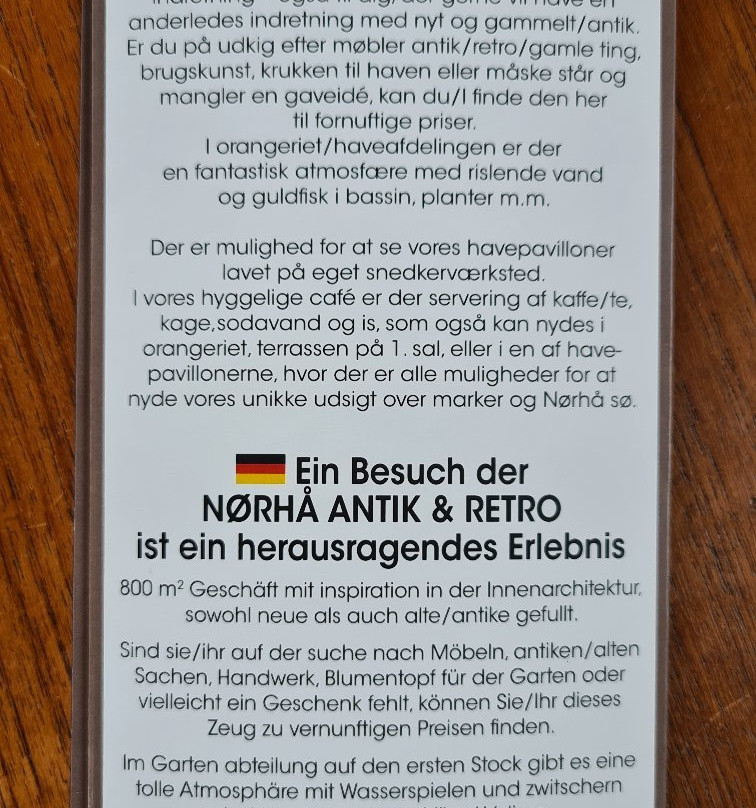 anderledes indretning med nyt og gammelt/antik.
Er du på udkig efter møbler antik/retro/gamle ting,
brugskunst, krukken til haven eller måske står og
mangler en gaveidé, kan du/I finde den her
til fornuftige priser.
I orangeriet/haveafdelingen er der
en fantastisk atmosfære med rislende vand
og guldfisk i bassin, planter m.m.
Der er mulighed for at se vores havepavilloner
lavet på eget snedkerværksted.
I vores hyggelige café er der servering af kaffe/te,
kage,sodavand og is, som også kan nydes i
orangeriet, terrassen på 1. sal, eller i en af have-
pavillonerne, hvor der er alle muligheder for at
nyde vores unikke udsigt over marker og Nørhå sø.
Ein Besuch der
NØRHÅ ANTIK & RETRO
ist ein herausragendes Erlebnis
800 m² Geschäft mit inspiration in der Innenarchitektur,
sowohl neue als auch alte/antike gefullt.
Sind sie/ihr auf der suche nach Möbeln, antiken/alten
Sachen, Handwerk, Blumentopf für der Garten oder
vielleicht ein Geschenk fehlt, können Sie/Ihr dieses
Zeug zu vernunftigen Preisen finden.
Im Garten abteilung auf den ersten Stock gibt es eine
tolle Atmosphäre mit Wasserspielen und zwitschern